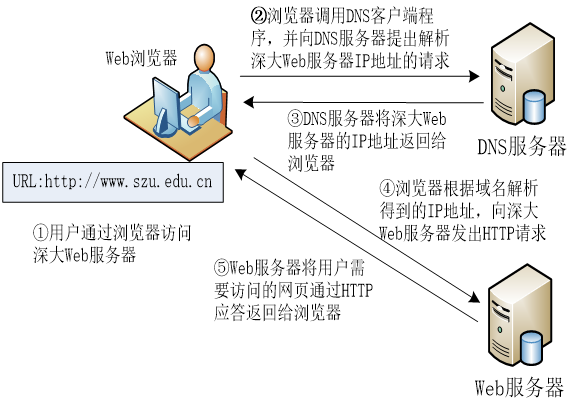 ②浏览器调用DNS客户端程
序，并向DNS服务器提出解析
深大Web服务器IP地址的请求
Web浏览器
③DNS服务器将深大Web
服务器的IP地址返回给
浏览器
DNS服务器
URL:http://www.szu.edu.cn
①用户通过浏览器访问
深大Web服务器
④浏览器根据域名解析
得到的IP地址，向深大
Web服务器发出HTTP请求
⑤Web服务器将用户需
要访问的网页通过HTTP
应答返回给浏览器
Web服务器